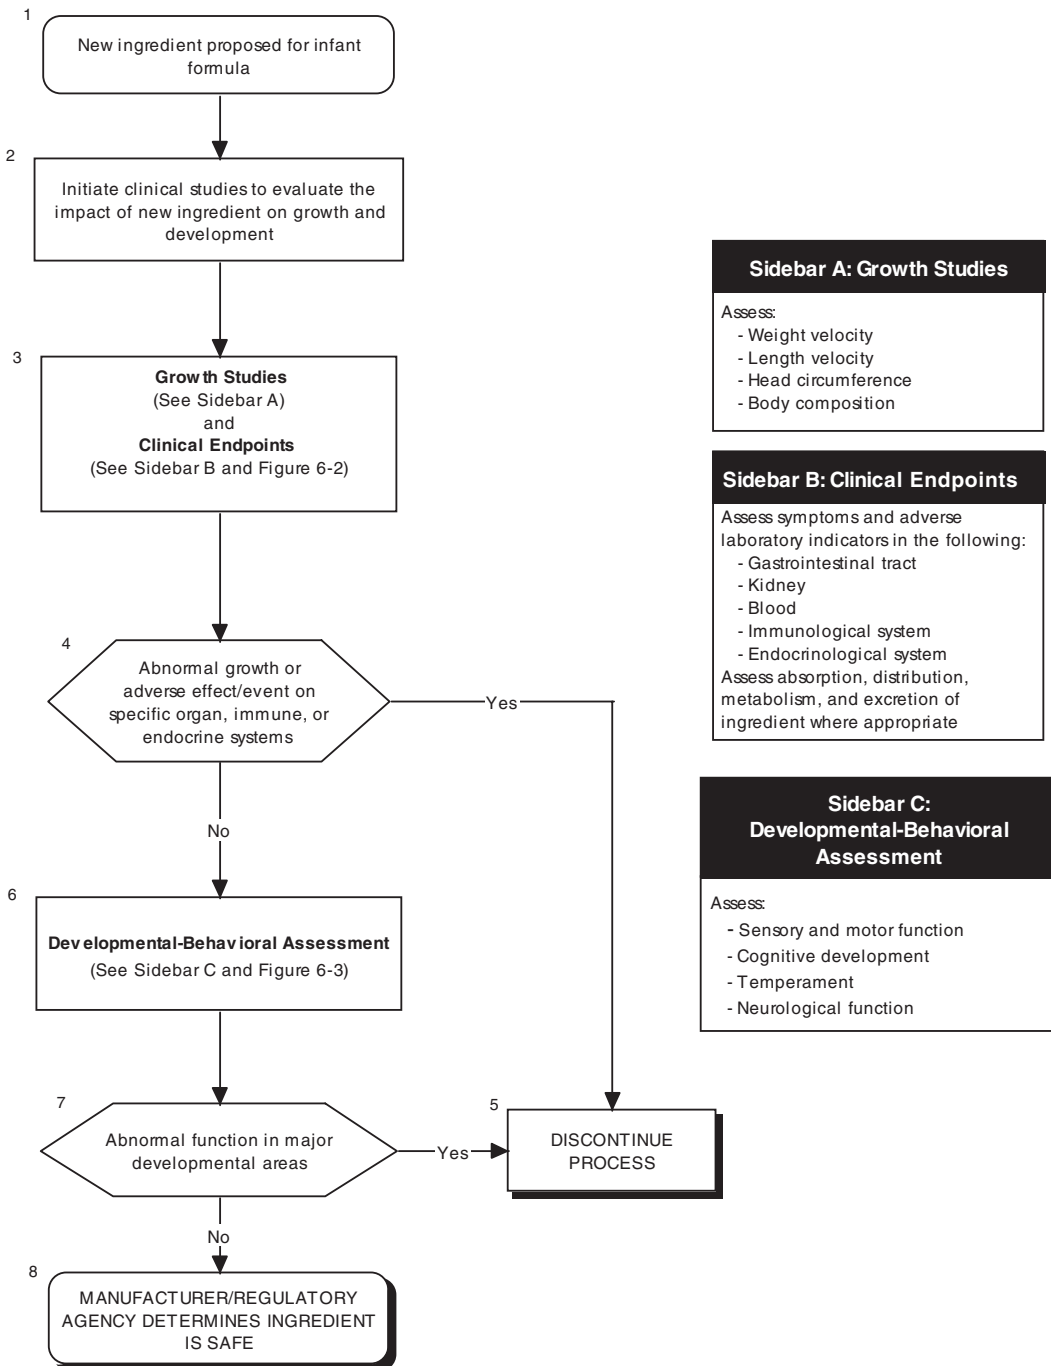 1
New ingredient proposed for infant
formula
2
Initiate clinical studies to evaluate the
impact of new ingredient on growth and
development
3
Growth Studies
(See Sidebar A)
and
Clinical Endpoints
(See Sidebar B and Figure 6-2)
4
Abnormal growth or
adverse effect/event on
specific organ, immune, or
endocrine systems
Yes
No
6
Developmental-Behavioral Assessment
(See Sidebar C and Figure 6-3)
7
Abnormal function in major
developmental areas
Yes
5
DISCONTINUE
PROCESS
No
8
MANUFACTURER/REGULATORY
AGENCY DETERMINES INGREDIENT
IS SAFE
Sidebar A: Growth Studies
Assess:
- Weight velocity
- Length velocity
- Head circumference
- Body composition
Sidebar B: Clinical Endpoints
Assess symptoms and adverse
laboratory indicators in the following:
- Gastrointestinal tract
- Kidney
- Blood
- Immunological system
- Endocrinological system
Assess absorption, distribution,
metabolism, and excretion of
ingredient where appropriate
Sidebar C:
Developmental-Behavioral
Assessment
Assess:
- Sensory and motor function
- Cognitive development
- Temperament
- Neurological function